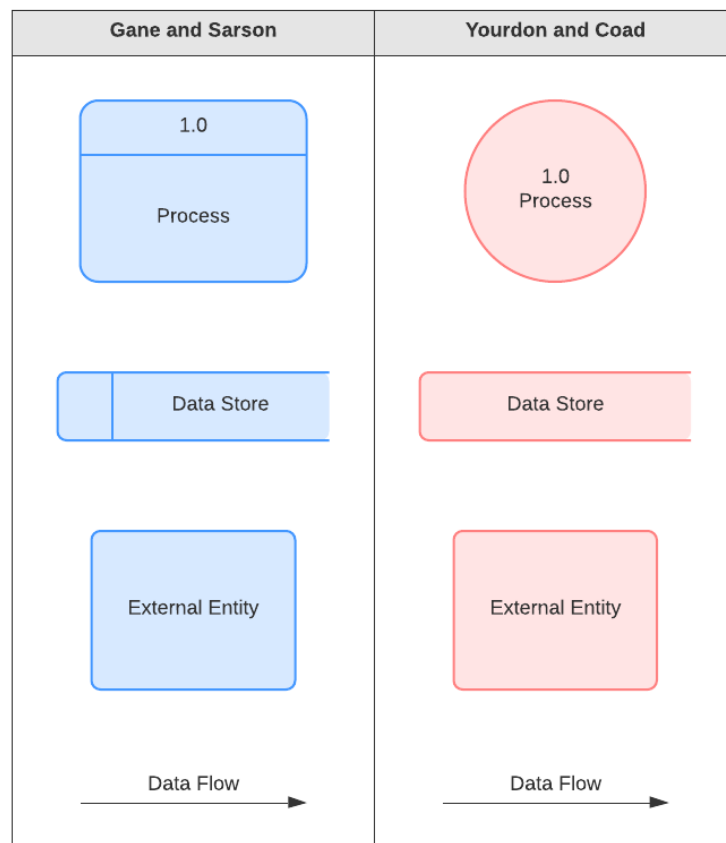 Gane and Sarson
Yourdon and Coad
1.0
Process
1.0
Process
Data Store
Data Store
External Entity
External Entity
Data Flow
Data Flow